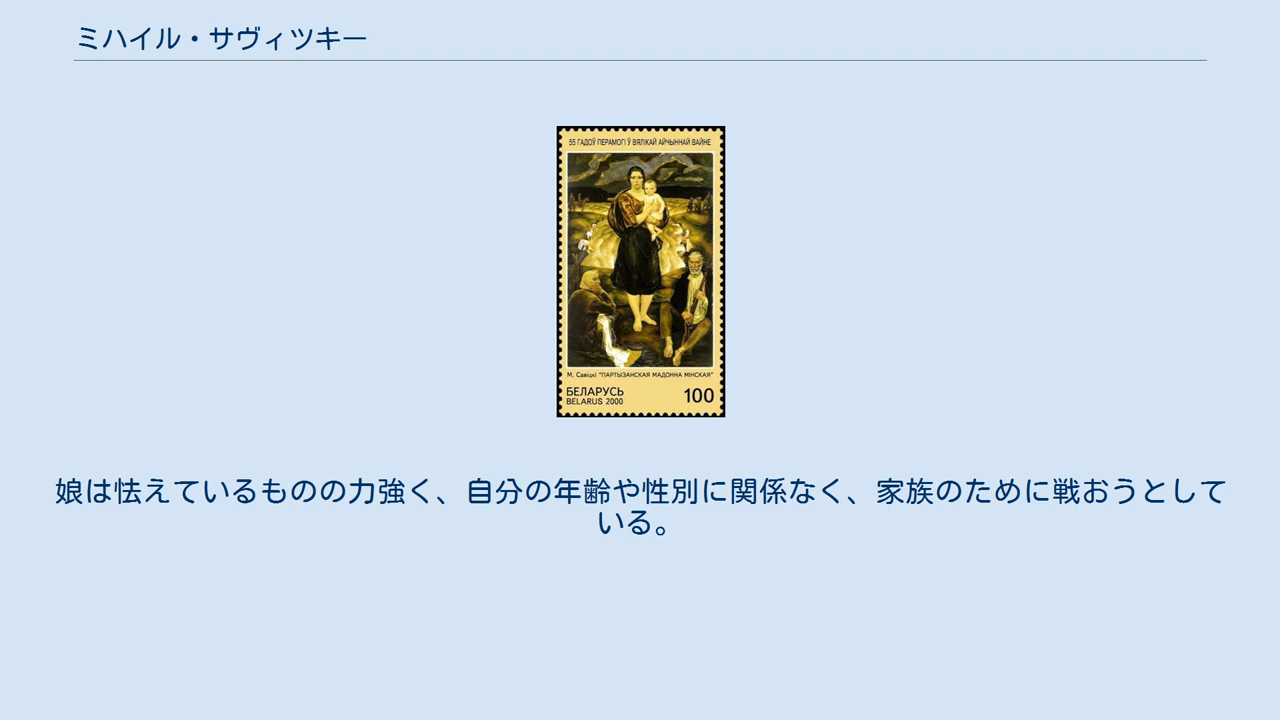 ミハイル・サヴィツキー
55 ГАДОЎ ПЕРАМОГІ Ў ВЯЛІКАЙ АЙЧЫННАЙ ВАЙНЕ
М. Савіцкі "ПАРТЫЗАНСКАЯ МАДОННА МІНСКАЯ"
БЕЛАРУСЬ
BELARUS 2000
100
娘は怯えているものの力強く、自分の年齢や性別に関係なく、家族のために戦おうとして
いる。